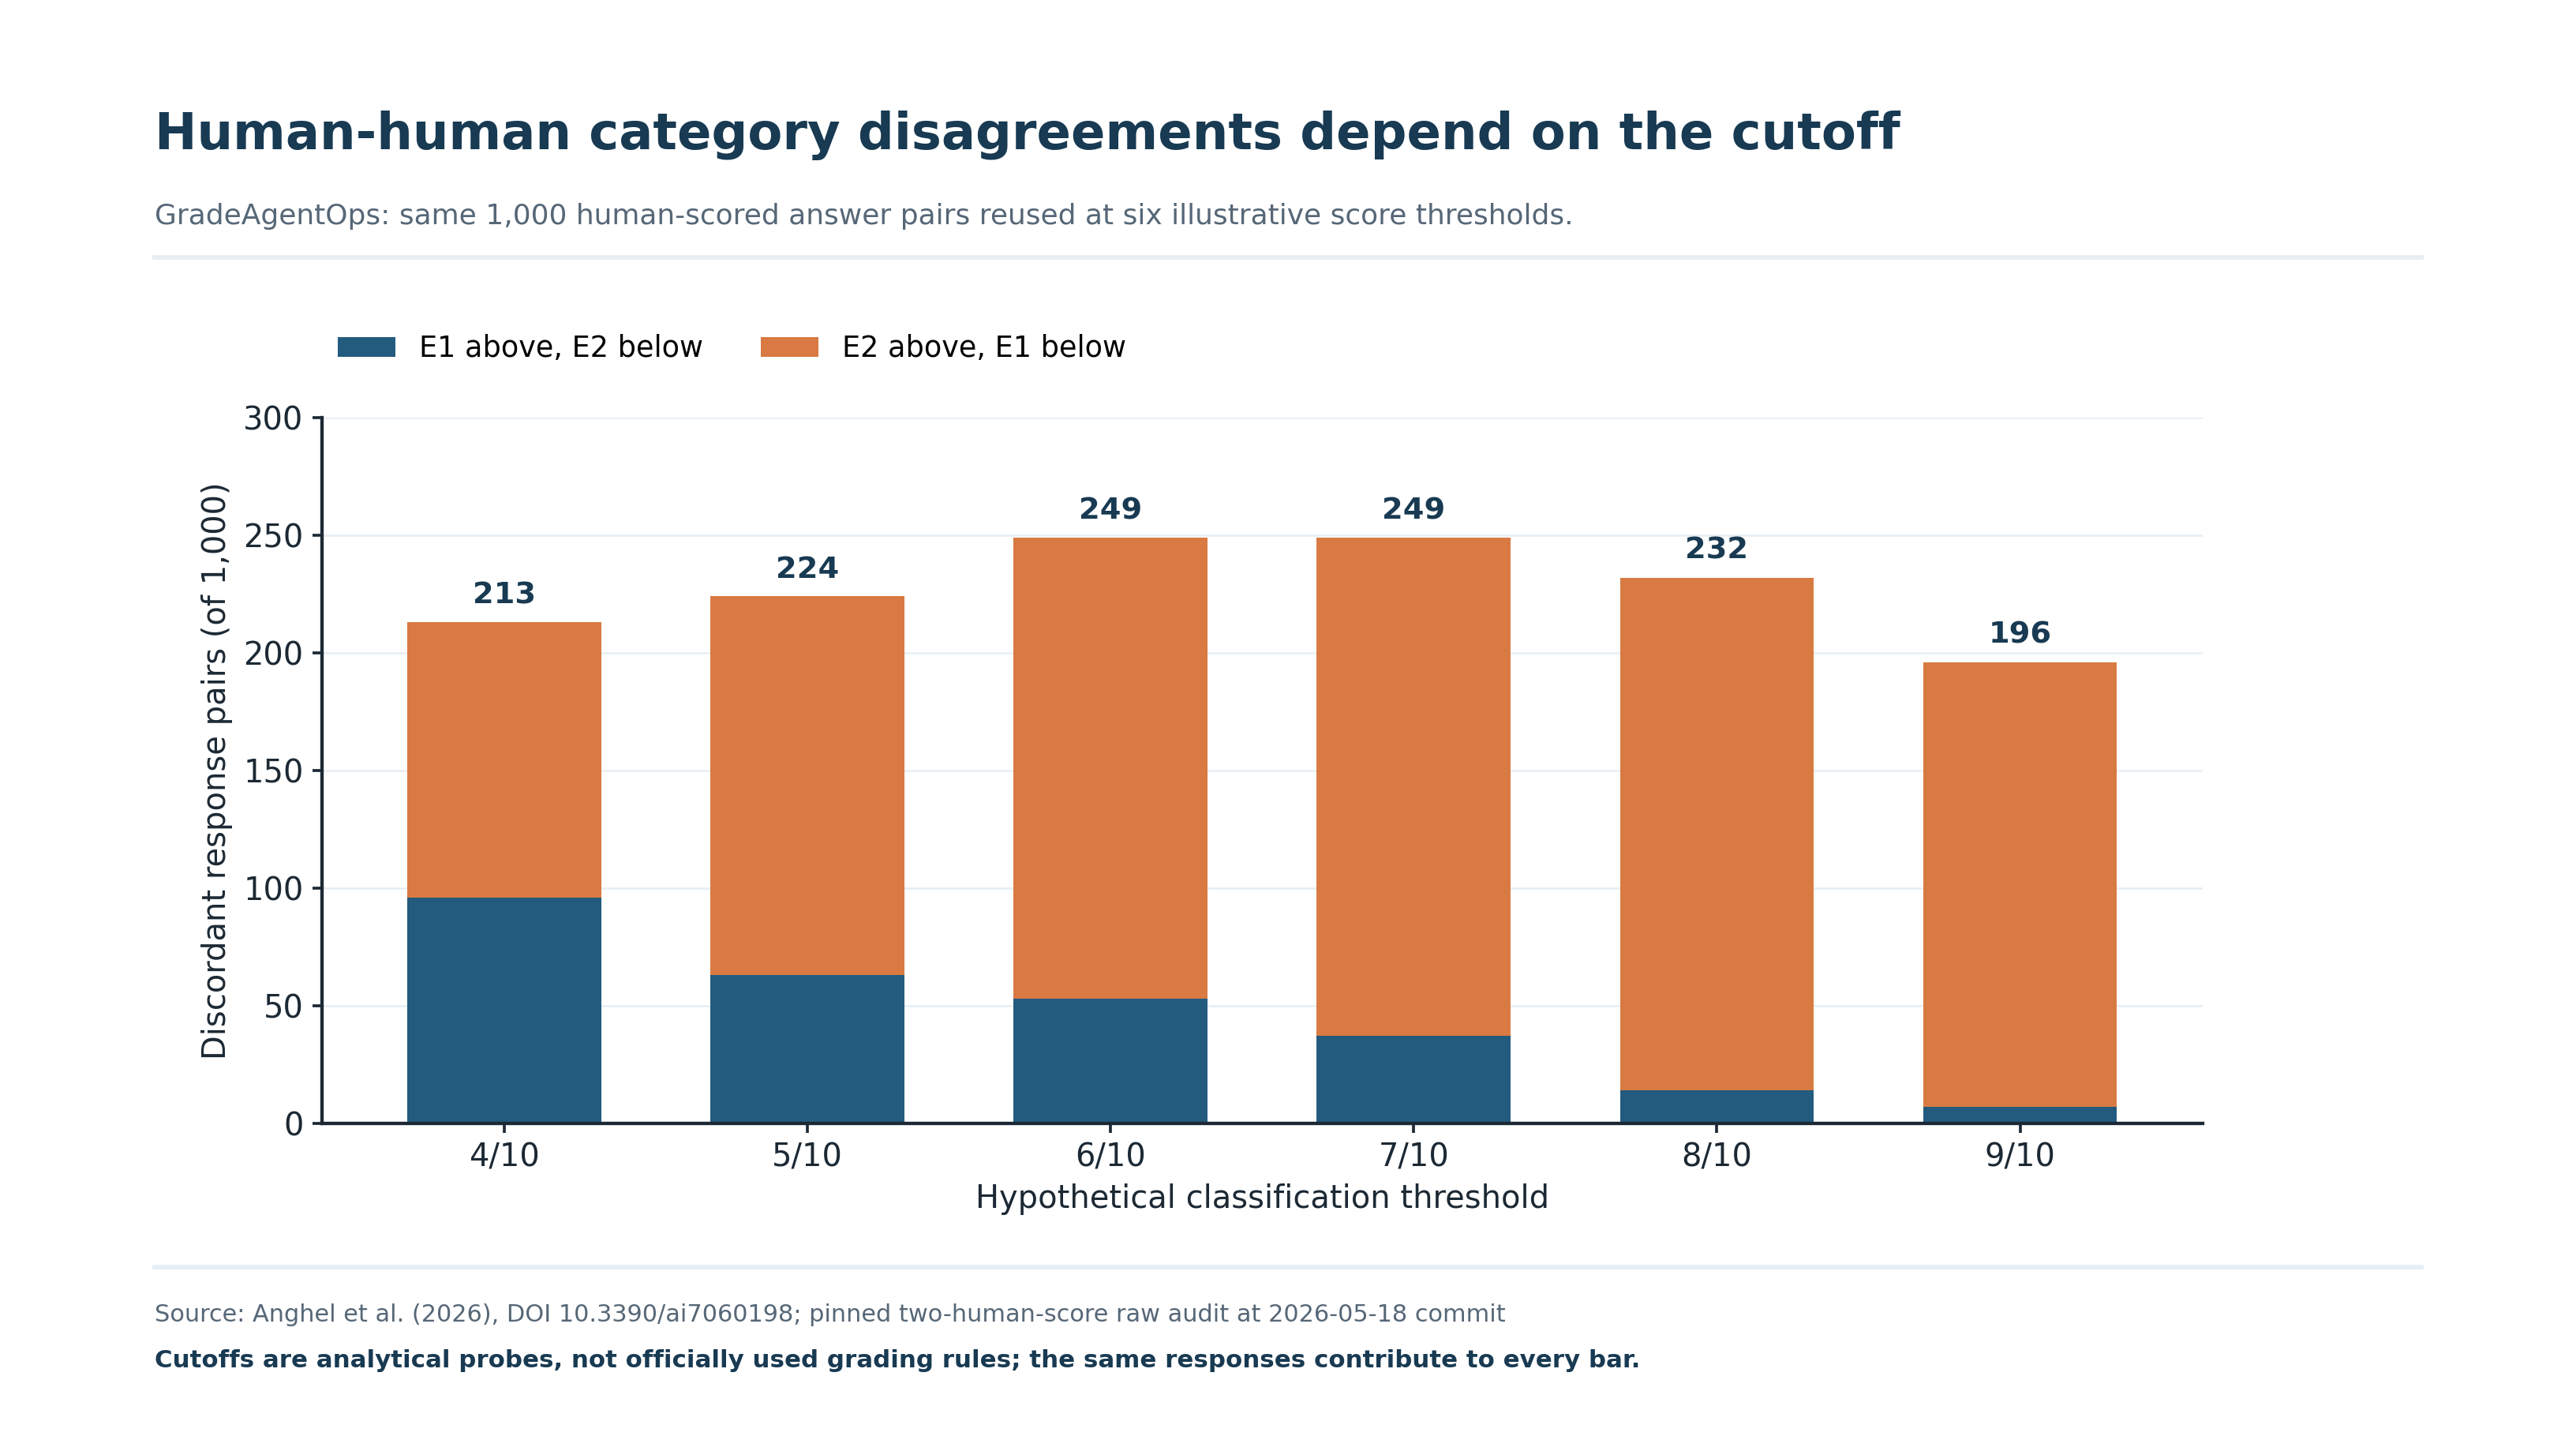 Human-human category disagreements depend on the cutoff
GradeAgentOps: same 1,000 human-scored answer pairs reused at six illustrative score thresholds.
E1 above, E2 below
E2 above, E1 below
Discordant response pairs (of 1,000)
300
250
200
150
100
50
0
213
224
249
249
232
196
4/10
5/10
6/10
7/10
8/10
9/10
Hypothetical classification threshold
Source: Anghel et al. (2026), DOI 10.3390/ai7060198; pinned two-human-score raw audit at 2026-05-18 commit
Cutoffs are analytical probes, not officially used grading rules; the same responses contribute to every bar.